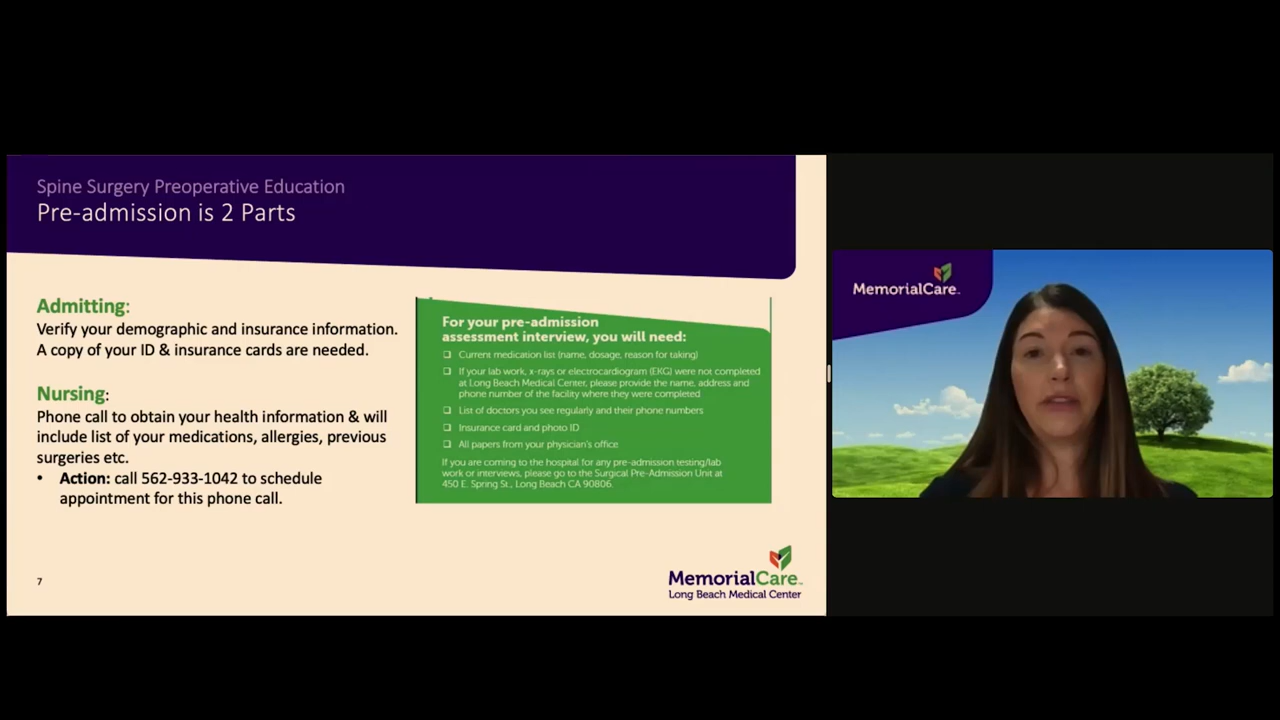 Spine Surgery Preoperative Education
Pre-admission is 2 Parts
Admitting:
Verify your demographic and insurance information.
A copy of your ID & insurance cards are needed.
Nursing:
Phone call to obtain your health information & will
include list of your medications, allergies, previous
surgeries etc.
• Action: call 562-933-1042 to schedule
appointment for this phone call.
For your pre-admission
assessment interview, you will need:
❑ Current medication list (name, dosage, reason for taking)
❑ If your lab work, x-rays or electrocardiogram (EKG) were not completed
at Long Beach Medical Center, please provide the name, address and
phone number of the facility where they were completed
❑ List of doctors you see regularly and their phone numbers
❑ Insurance card and photo ID
❑ All papers from your physician's office
If you are coming to the hospital for any pre-admission testing/lab
work or interviews, please go to the Surgical Pre-Admission Unit at
450 E. Spring St., Long Beach CA 90806.
7
MemorialCare™
Long Beach Medical Center
MemorialCare™